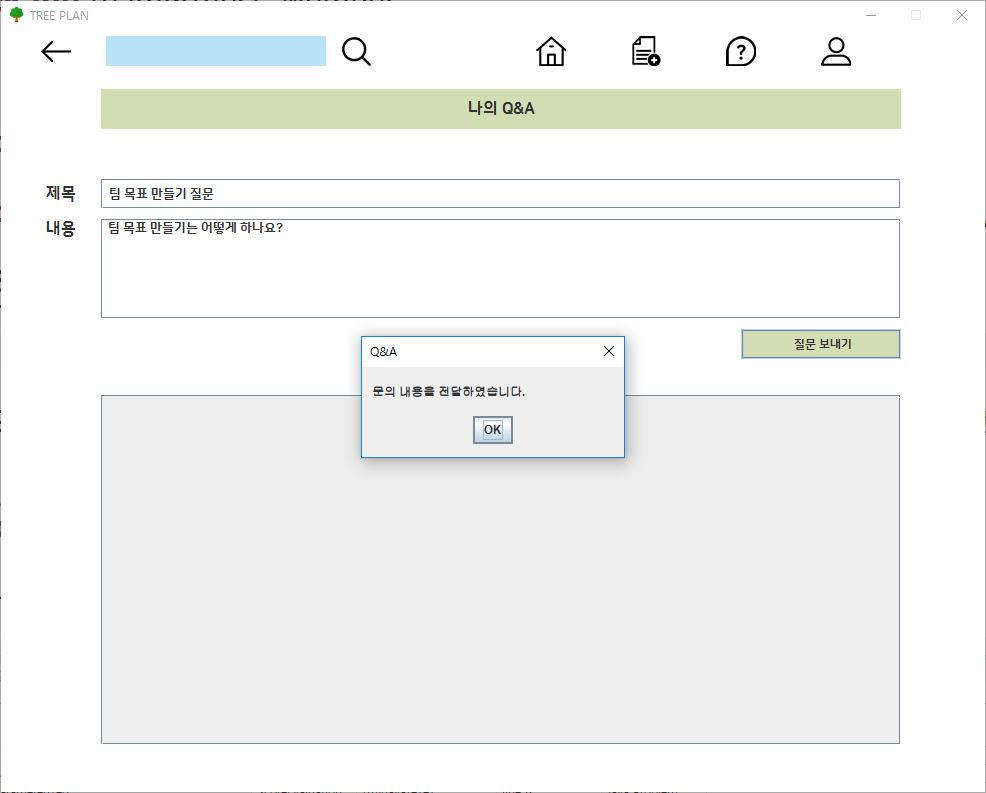 TREE PLAN
나의 Q&A
제목
팀 목표 만들기 질문
내용
팀 목표 만들기는 어떻게 하나요?
질문 보내기
Q&A
문의 내용을 전달하였습니다.
OK